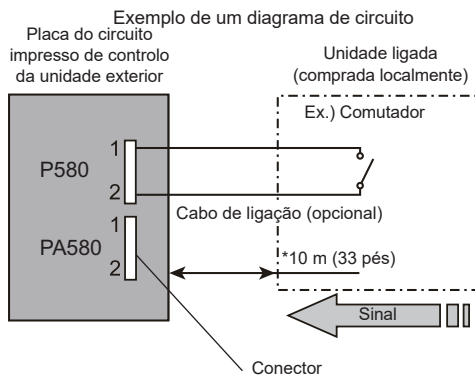 Exemplo de um diagrama de circuito
Placa do circuito
impresso de controlo
da unidade exterior
Unidade ligada
(comprada localmente)
Ex.) Comutador
P580
1
2
Cabo de ligação (opcional)
PA580
1
2
*10 m (33 pés)
Sinal
Conector